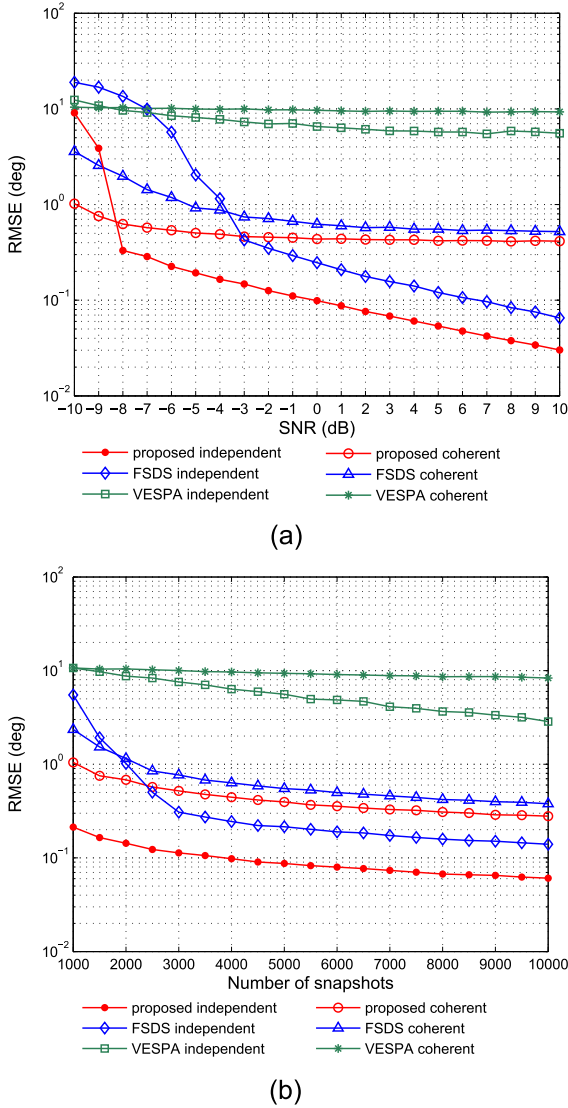 10^2
10^1
10^0
10^-1
10^-2
RMSE (deg)
−10 −9 −8 −7 −6 −5 −4 −3 −2 −1 0 1 2 3 4 5 6 7 8 9 10
SNR (dB)
proposed independent proposed coherent
FSDS independent FSDS coherent
VESPA independent VESPA coherent
(a)
10^2
10^1
10^0
10^-1
10^-2
RMSE (deg)
1000 2000 3000 4000 5000 6000 7000 8000 9000 10000
Number of snapshots
proposed independent proposed coherent
FSDS independent FSDS coherent
VESPA independent VESPA coherent
(b)